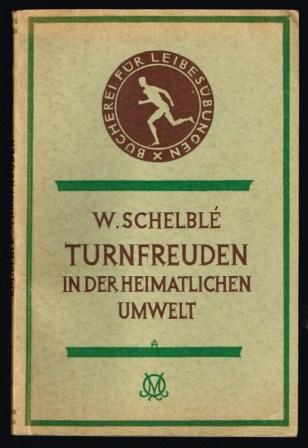 BÜCHEREI FÜR LEIBESÜBUNGEN
W. SCHELBLÉ
TURNFREUDEN
IN DER HEIMATLICHEN
UMWELT
A